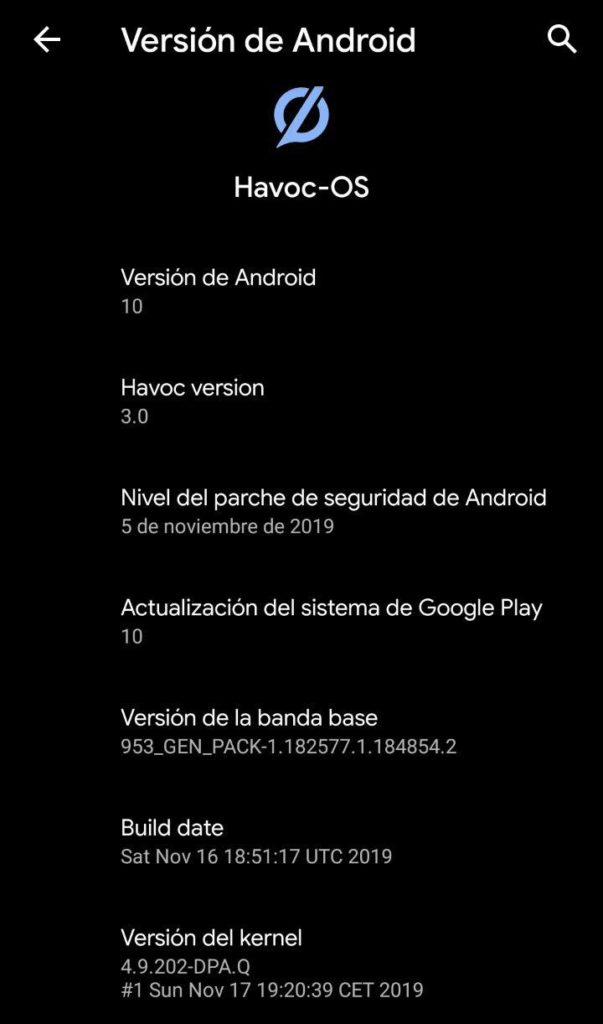 Versión de Android
Havoc-OS
Versión de Android
10
Havoc version
3.0
Nivel del parche de seguridad de Android
5 de noviembre de 2019
Actualización del sistema de Google Play
10
Versión de la banda base
953_GEN_PACK-1.182577.1.184854.2
Build date
Sat Nov 16 18:51:17 UTC 2019
Versión del kernel
4.9.202-DPA.Q
#1 Sun Nov 17 19:20:39 CET 2019